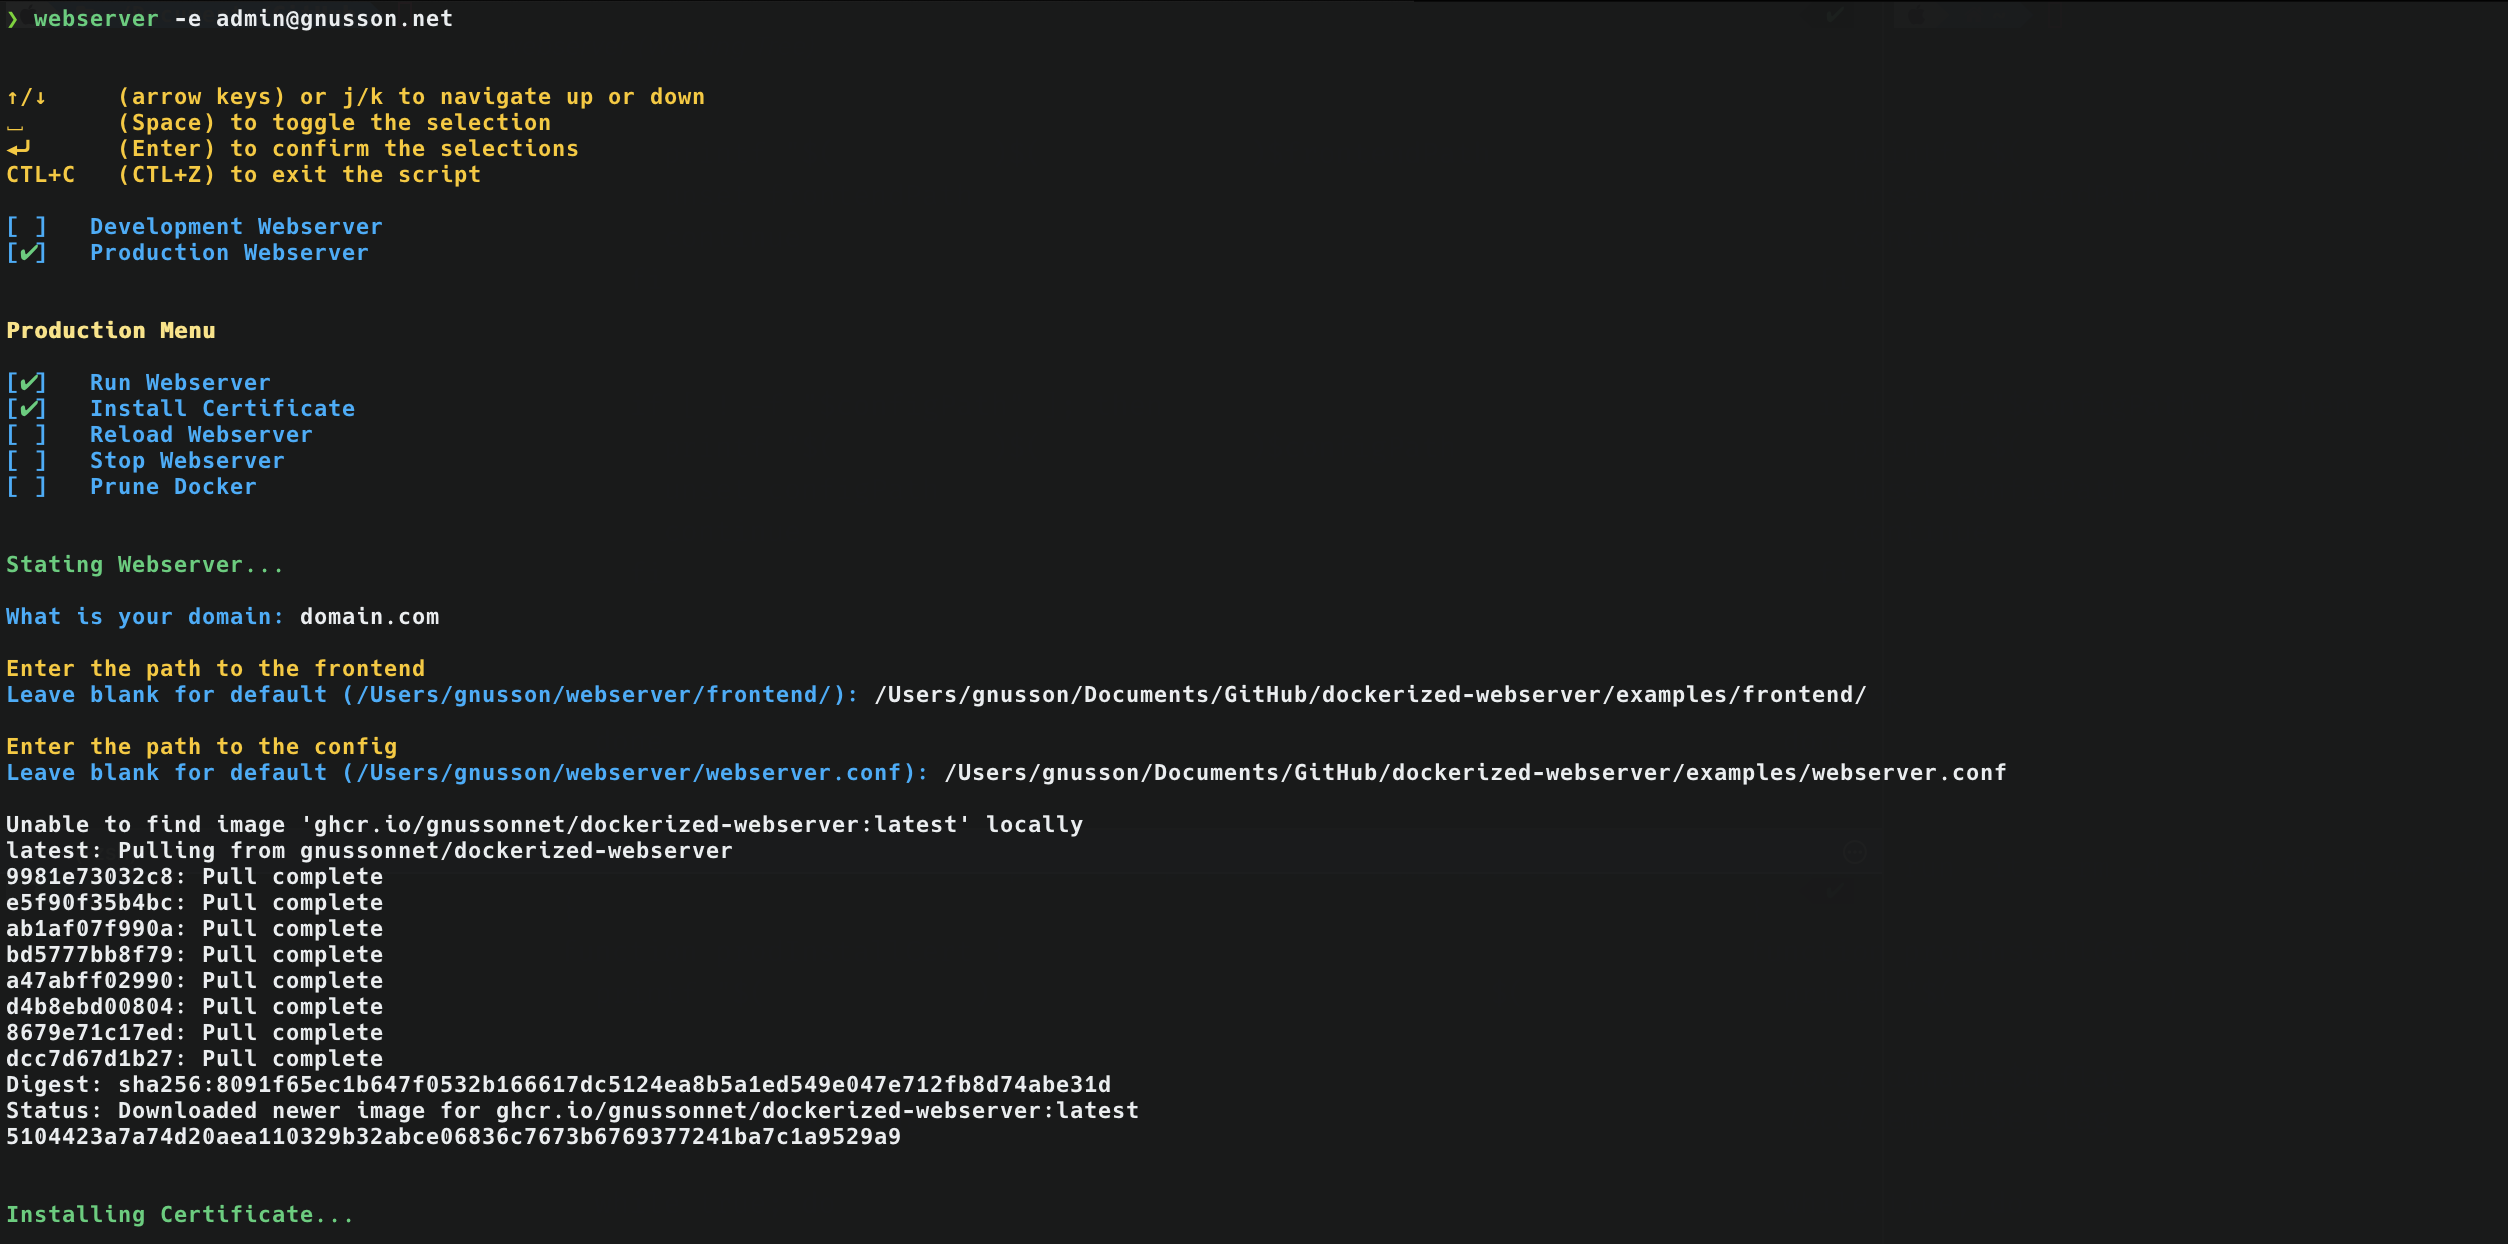 ❯ webserver -e admin@gnusson.net
↑/↓ (arrow keys) or j/k to navigate up or down
⎵ (Space) to toggle the selection
↵ (Enter) to confirm the selections
CTL+C (CTL+Z) to exit the script
[ ] Development Webserver
[✔] Production Webserver
Production Menu
[✔] Run Webserver
[✔] Install Certificate
[ ] Reload Webserver
[ ] Stop Webserver
[ ] Prune Docker
Stating Webserver...
What is your domain: domain.com
Enter the path to the frontend
Leave blank for default (/Users/gnusson/webserver/frontend/): /Users/gnusson/Documents/GitHub/dockerized-webserver/examples/frontend/
Enter the path to the config
Leave blank for default (/Users/gnusson/webserver/webserver.conf): /Users/gnusson/Documents/GitHub/dockerized-webserver/examples/webserver.conf
Unable to find image 'ghcr.io/gnussonnet/dockerized-webserver:latest' locally
latest: Pulling from gnussonnet/dockerized-webserver
9981e73032c8: Pull complete
e5f90f35b4bc: Pull complete
ab1af07f990a: Pull complete
bd5777bb8f79: Pull complete
a47abff02990: Pull complete
d4b8ebd00804: Pull complete
8679e71c17ed: Pull complete
dcc7d67d1b27: Pull complete
Digest: sha256:8091f65ec1b647f0532b166617dc5124ea8b5a1ed549e047e712fb8d74abe31d
Status: Downloaded newer image for ghcr.io/gnussonnet/dockerized-webserver:latest
5104423a7a74d20aea110329b32abce06836c7673b6769377241ba7c1a9529a9
Installing Certificate...